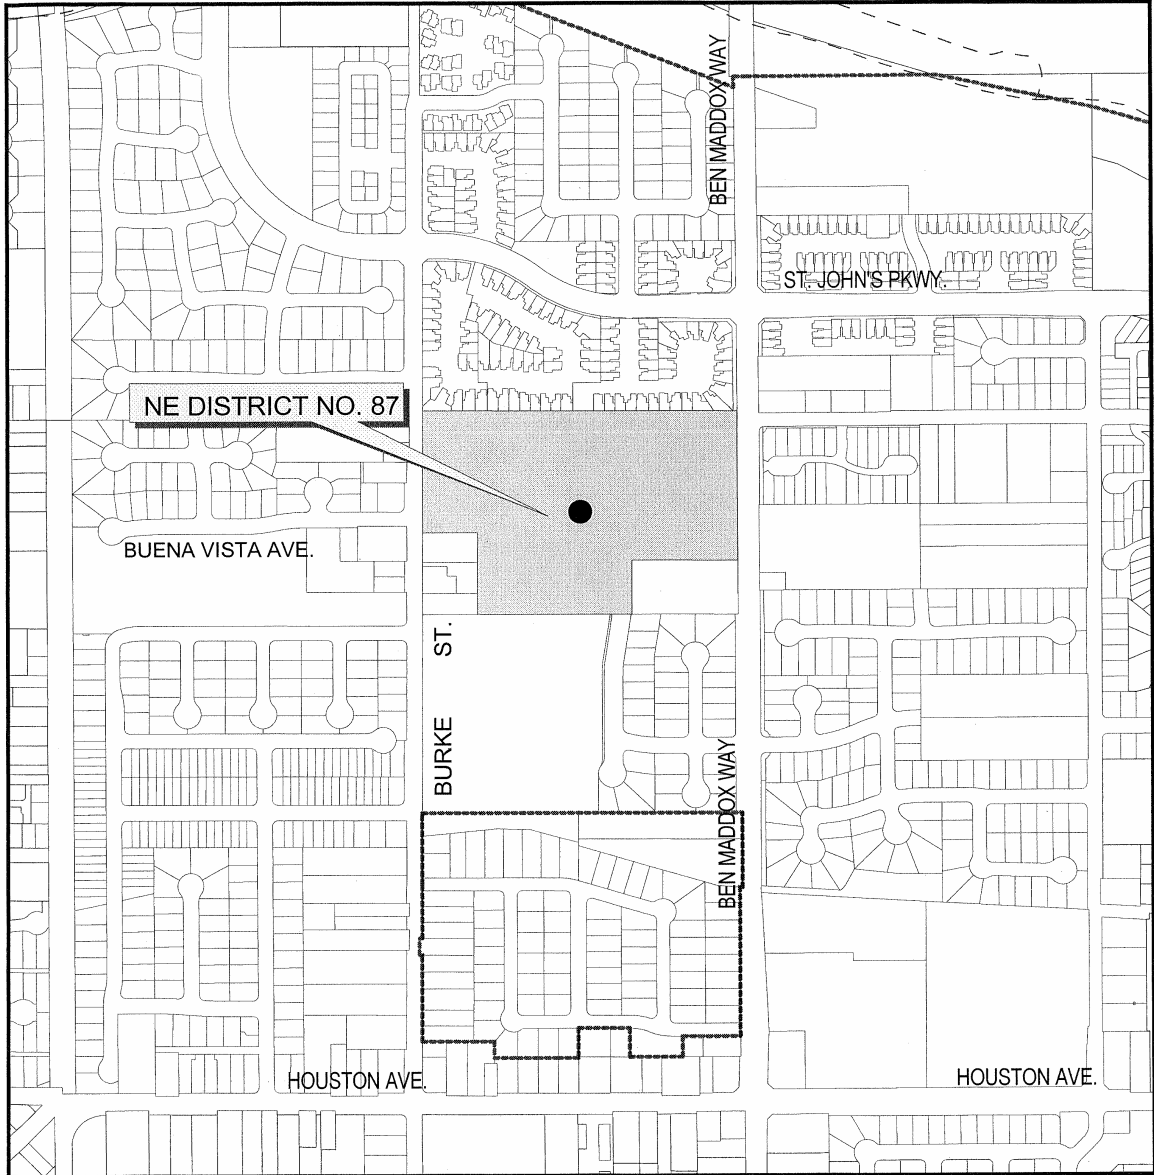 BEN MADDOX WAY
ST. JOHN'S PKWY.
NE DISTRICT NO. 87
BUENA VISTA AVE.
BURKE ST.
BEN MADDOX WAY
HOUSTON AVE.
HOUSTON AVE.